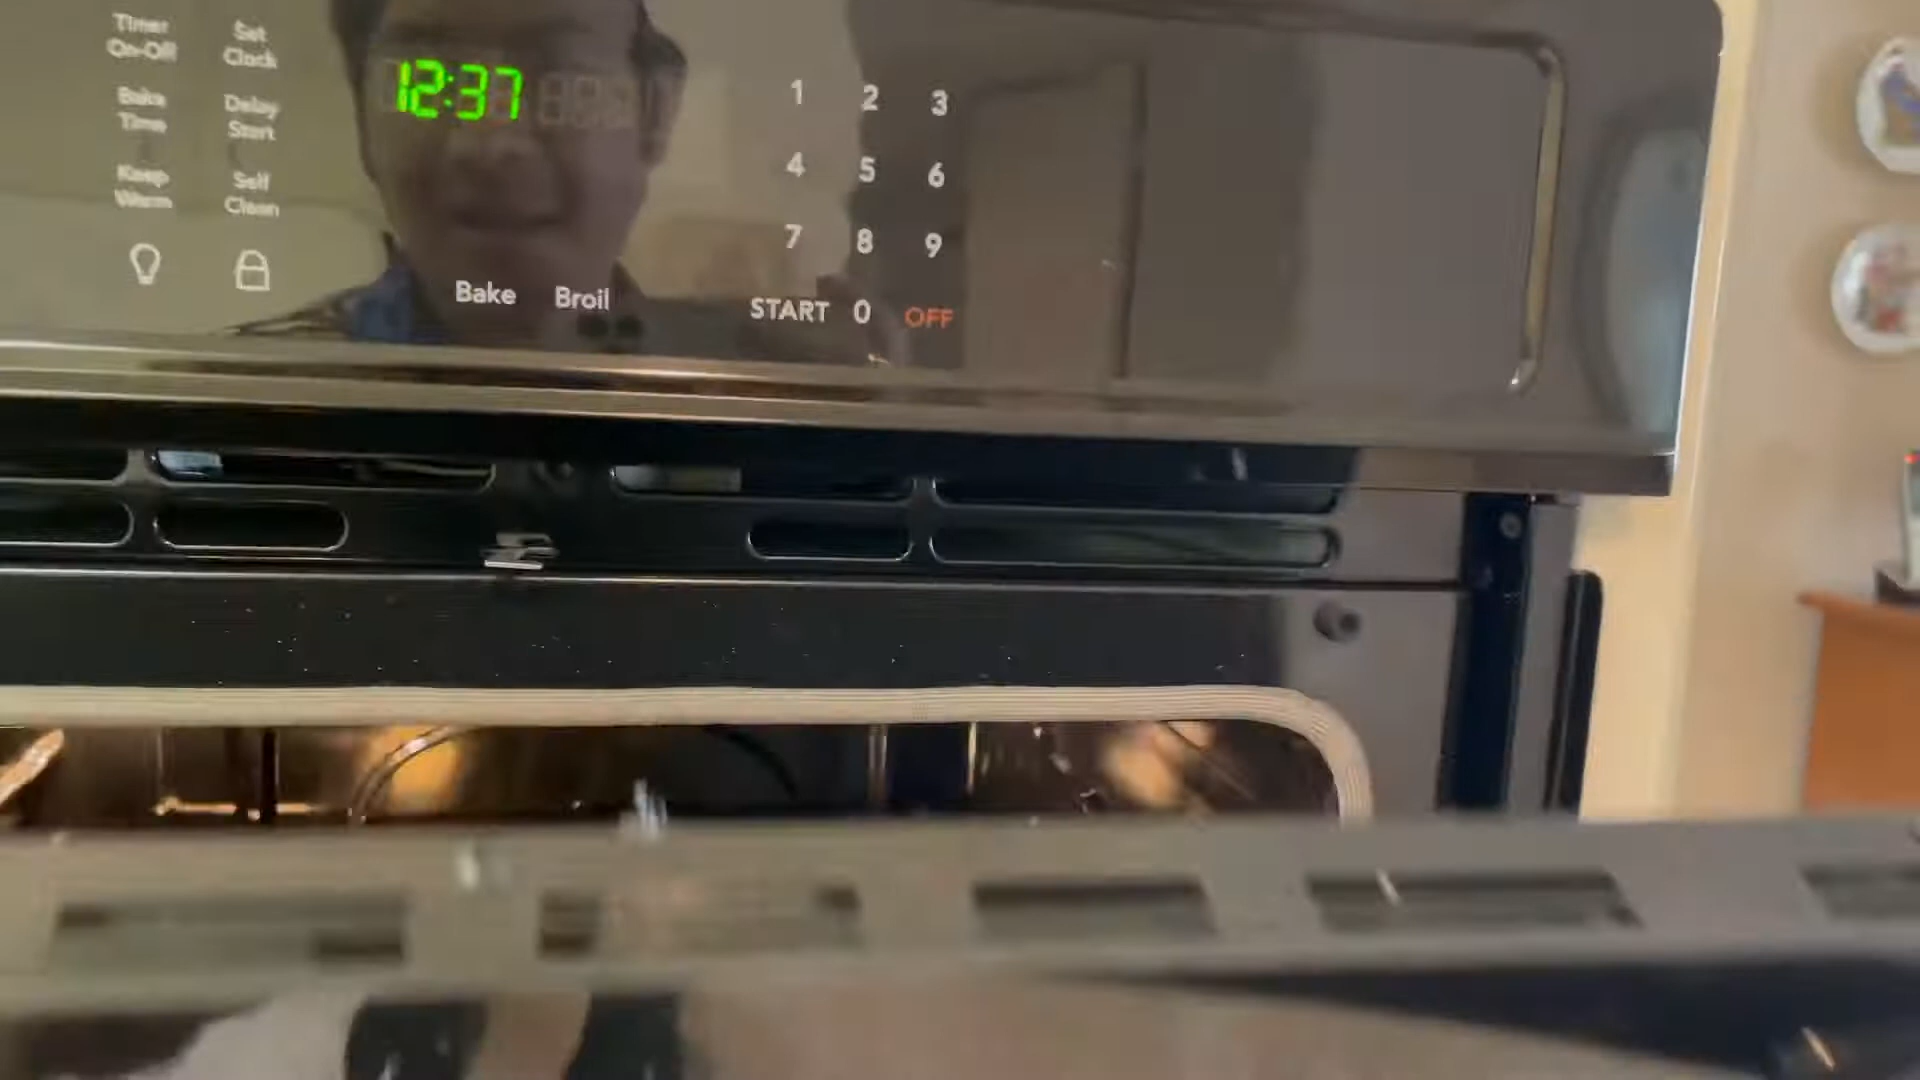 Timer
On-Off
Set
Clock
12:37
Bake
Time
Delay
Start
Keep
Warm
Self
Clean
Bake
Broil
1 2 3
4 5 6
7 8 9
START 0 OFF